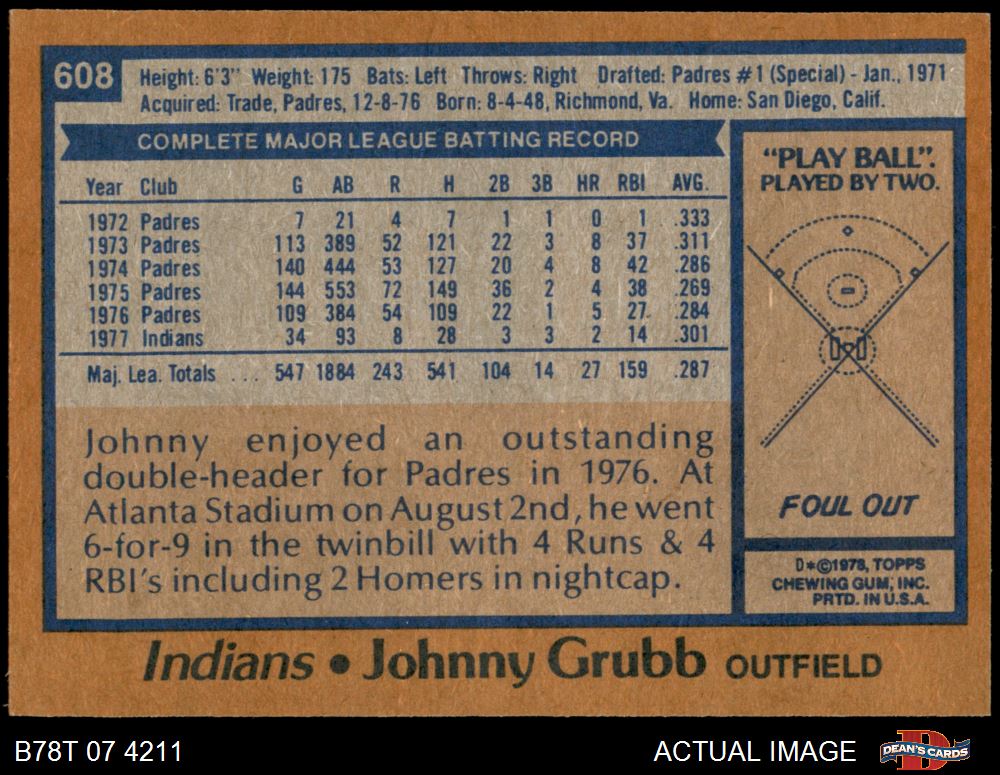 608
Height: 6'3" Weight: 175 Bats: Left Throws: Right Drafted: Padres #1 (Special) - Jan., 1971
Acquired: Trade, Padres, 12-8-76 Born: 8-4-48, Richmond, Va. Home: San Diego, Calif.
COMPLETE MAJOR LEAGUE BATTING RECORD
Year Club G AB R H 2B 3B HR RBI AVG.
1972 Padres 7 21 4 7 1 1 0 1 .333
1973 Padres 113 389 52 121 22 3 8 37 .311
1974 Padres 140 444 53 127 20 4 8 42 .286
1975 Padres 144 553 72 149 36 2 4 38 .269
1976 Padres 109 384 54 109 22 1 5 27 .284
1977 Indians 34 93 8 28 3 3 2 14 .301
Maj. Lea. Totals ... 547 1884 243 541 104 14 27 159 .287
Johnny enjoyed an outstanding
double-header for Padres in 1976. At
Atlanta Stadium on August 2nd, he went
6-for-9 in the twinbill with 4 Runs & 4
RBI's including 2 Homers in nightcap.
"PLAY BALL".
PLAYED BY TWO.
FOUL OUT
D*©1978, TOPPS
CHEWING GUM, INC.
PRTD. IN U.S.A.
Indians • Johnny Grubb OUTFIELD
B78T 07 4211
ACTUAL IMAGE
D
DEAN'S CARDS